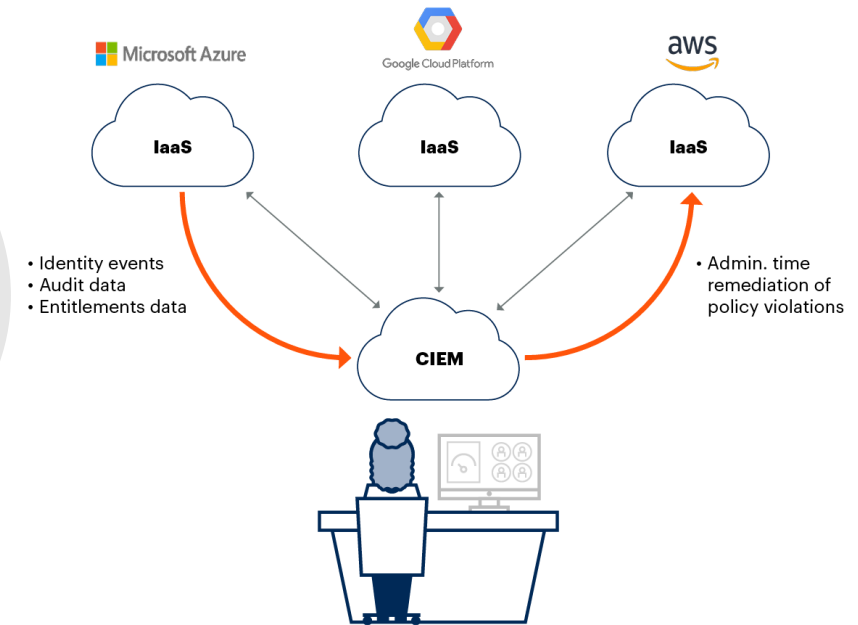 Microsoft Azure
Google Cloud Platform
aws
IaaS
IaaS
IaaS
• Identity events
• Audit data
• Entitlements data
• Admin. time
remediation of
policy violations
CIEM